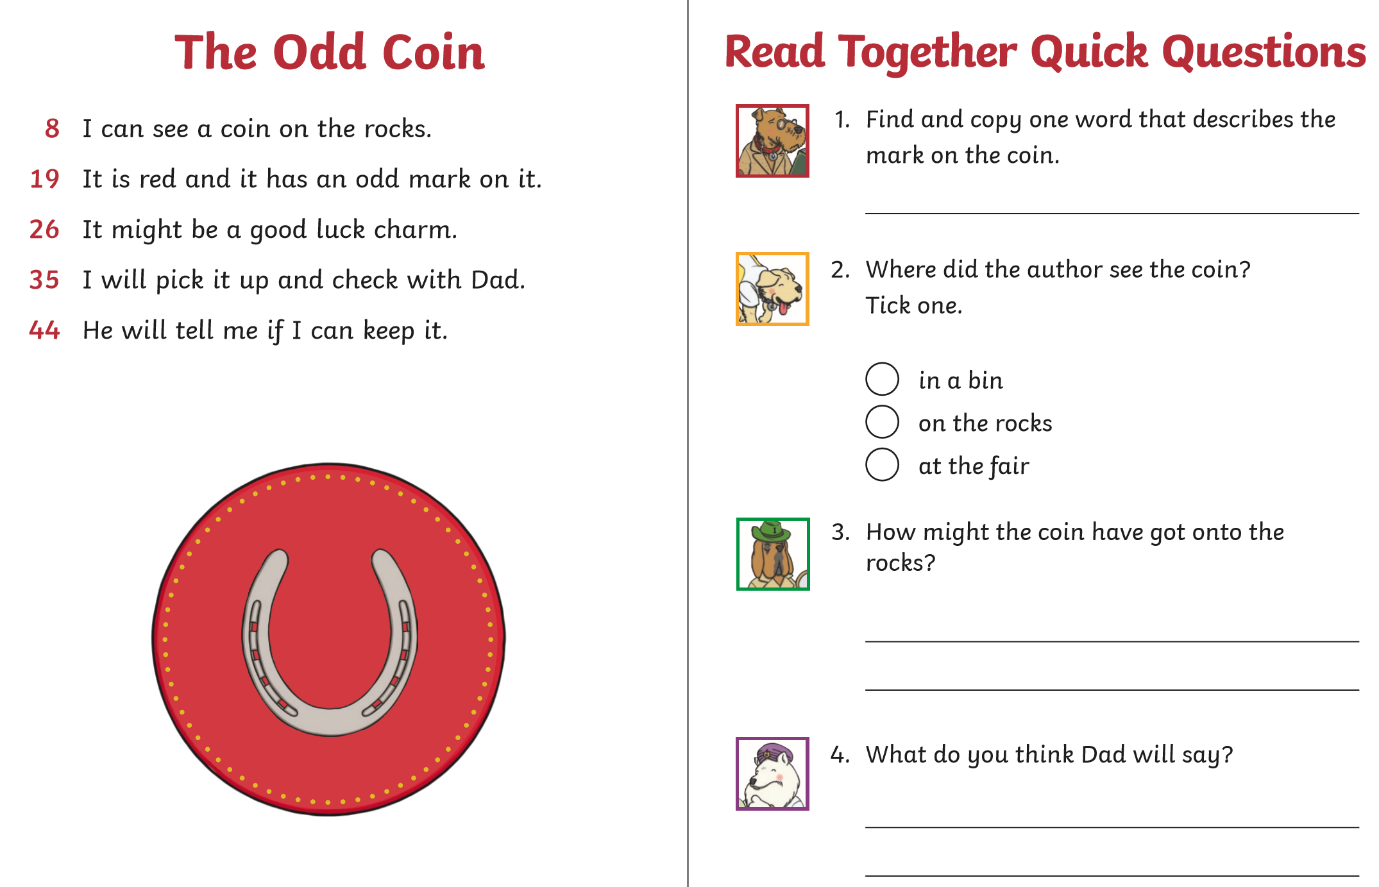 The Odd Coin
8 I can see a coin on the rocks.
19 It is red and it has an odd mark on it.
26 It might be a good luck charm.
35 I will pick it up and check with Dad.
44 He will tell me if I can keep it.
Read Together Quick Questions
1. Find and copy one word that describes the
mark on the coin.
2. Where did the author see the coin?
Tick one.
in a bin
on the rocks
at the fair
3. How might the coin have got onto the
rocks?
4. What do you think Dad will say?